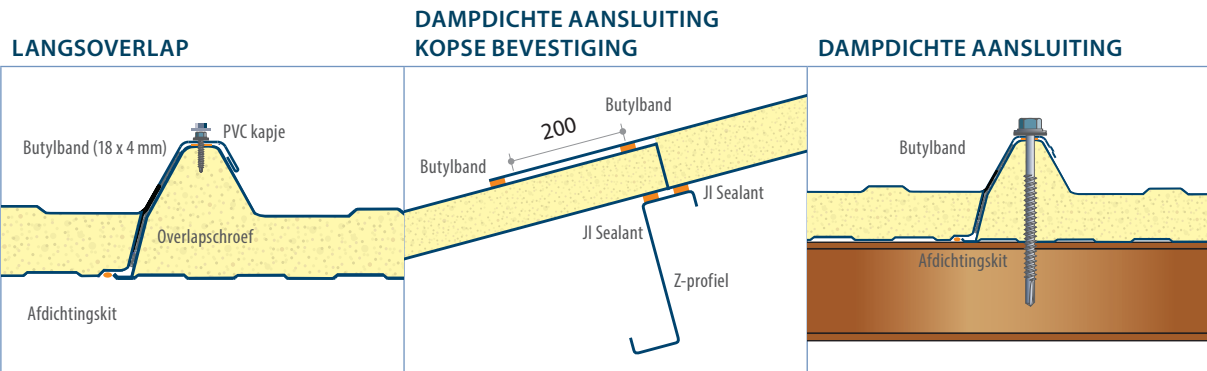 LANGSOVERLAP
Butylband (18 x 4 mm)
PVC kapje
Overlapschroef
Afdichtingskit
DAMPDICHTE AANSLUITING
KOPSE BEVESTIGING
Butylband
200
Butylband
JI Sealant
JI Sealant
Z-profiel
DAMPDICHTE AANSLUITING
Butylband
Afdichtingskit